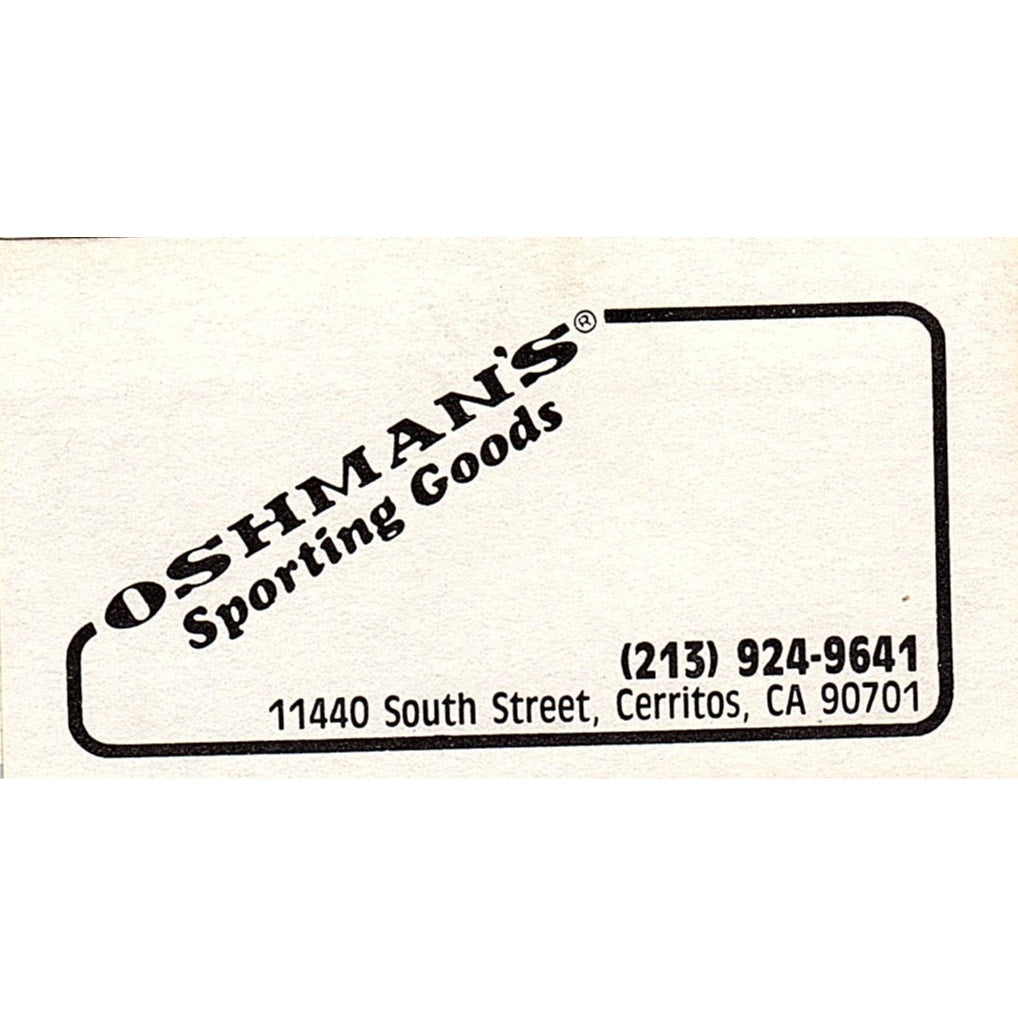 OSHMAN'S®
Sporting Goods
(213) 924-9641
11440 South Street, Cerritos, CA 90701